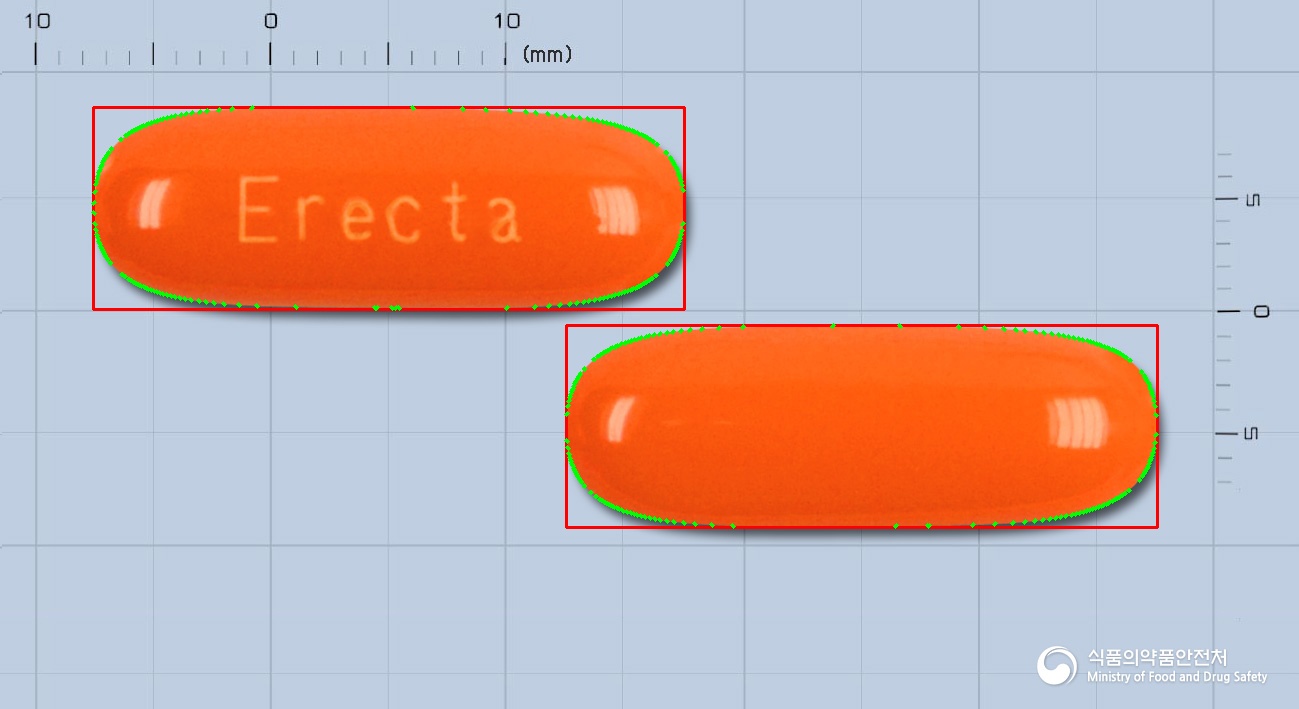 10 0 10
(mm)
Erecta
5
0
5
식품의약품안전처
Ministry of Food and Drug Safety